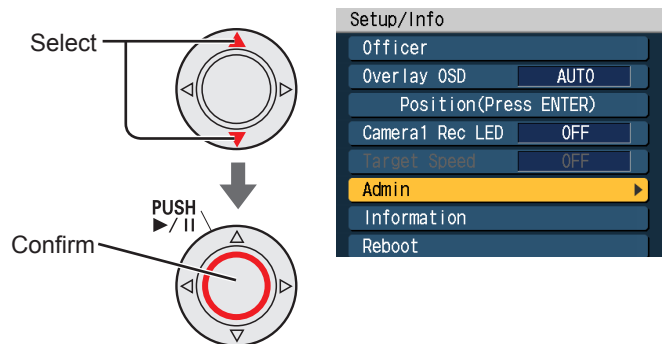 Select
PUSH
▶/II
Confirm
Setup/Info
Officer
Overlay OSD AUTO
Position(Press ENTER)
Camera1 Rec LED OFF
Target Speed OFF
Admin
Information
Reboot